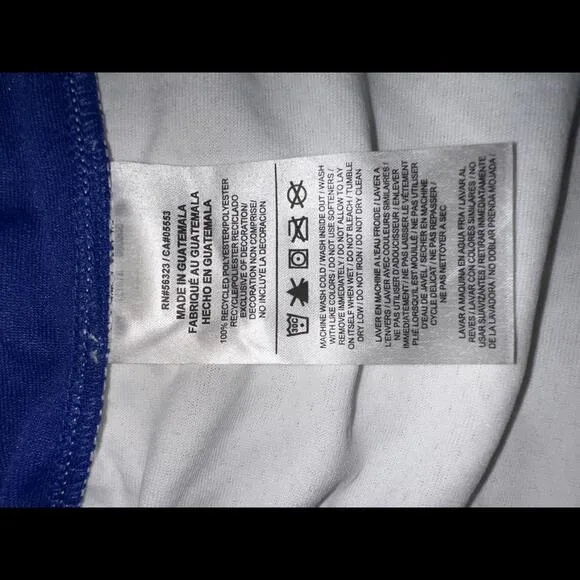 RN#56323 / CA#05553
MADE IN GUATEMALA
FABRIQUÉ AU GUATEMALA
HECHO EN GUATEMALA
100% RECYCLED POLYESTER/POLYESTER
RECYCLÉ/POLIÉSTER RECICLADO
EXCLUSIVE OF DECORATION/
DÉCORATION NON COMPRISE/
NO INCLUYE LA DECORACIÓN
30C
MACHINE WASH COLD / WASH INSIDE OUT / WASH
WITH LIKE COLORS / DO NOT USE SOFTENERS /
REMOVE IMMEDIATELY / DO NOT ALLOW TO LAY
ON ITSELF WHEN WET / DO NOT BLEACH / TUMBLE
DRY LOW / DO NOT IRON / DO NOT DRY CLEAN
LAVER EN MACHINE À L'EAU FROIDE / LAVER À
L'ENVERS / LAVER AVEC COULEURS SIMILAIRES /
NE PAS UTILISER D'ADOUCISSEUR / ENLEVER
IMMÉDIATEMENT / NE PAS LAISSER LE VÊTEMENT
PLIÉ LORSQU'IL EST MOUILLÉ / NE PAS UTILISER
D'EAU DE JAVEL / SÉCHER EN MACHINE
CYCLE DÉLICAT / NE PAS REPASSER /
NE PAS NETTOYER À SEC
LAVAR A MÁQUINA EN AGUA FRÍA / LAVAR AL
REVÉS / LAVAR CON COLORES SIMILARES / NO
USAR SUAVIZANTES / RETIRAR INMEDIATAMENTE
DE LA LAVADORA / NO DOBLAR PRENDA MOJADA /